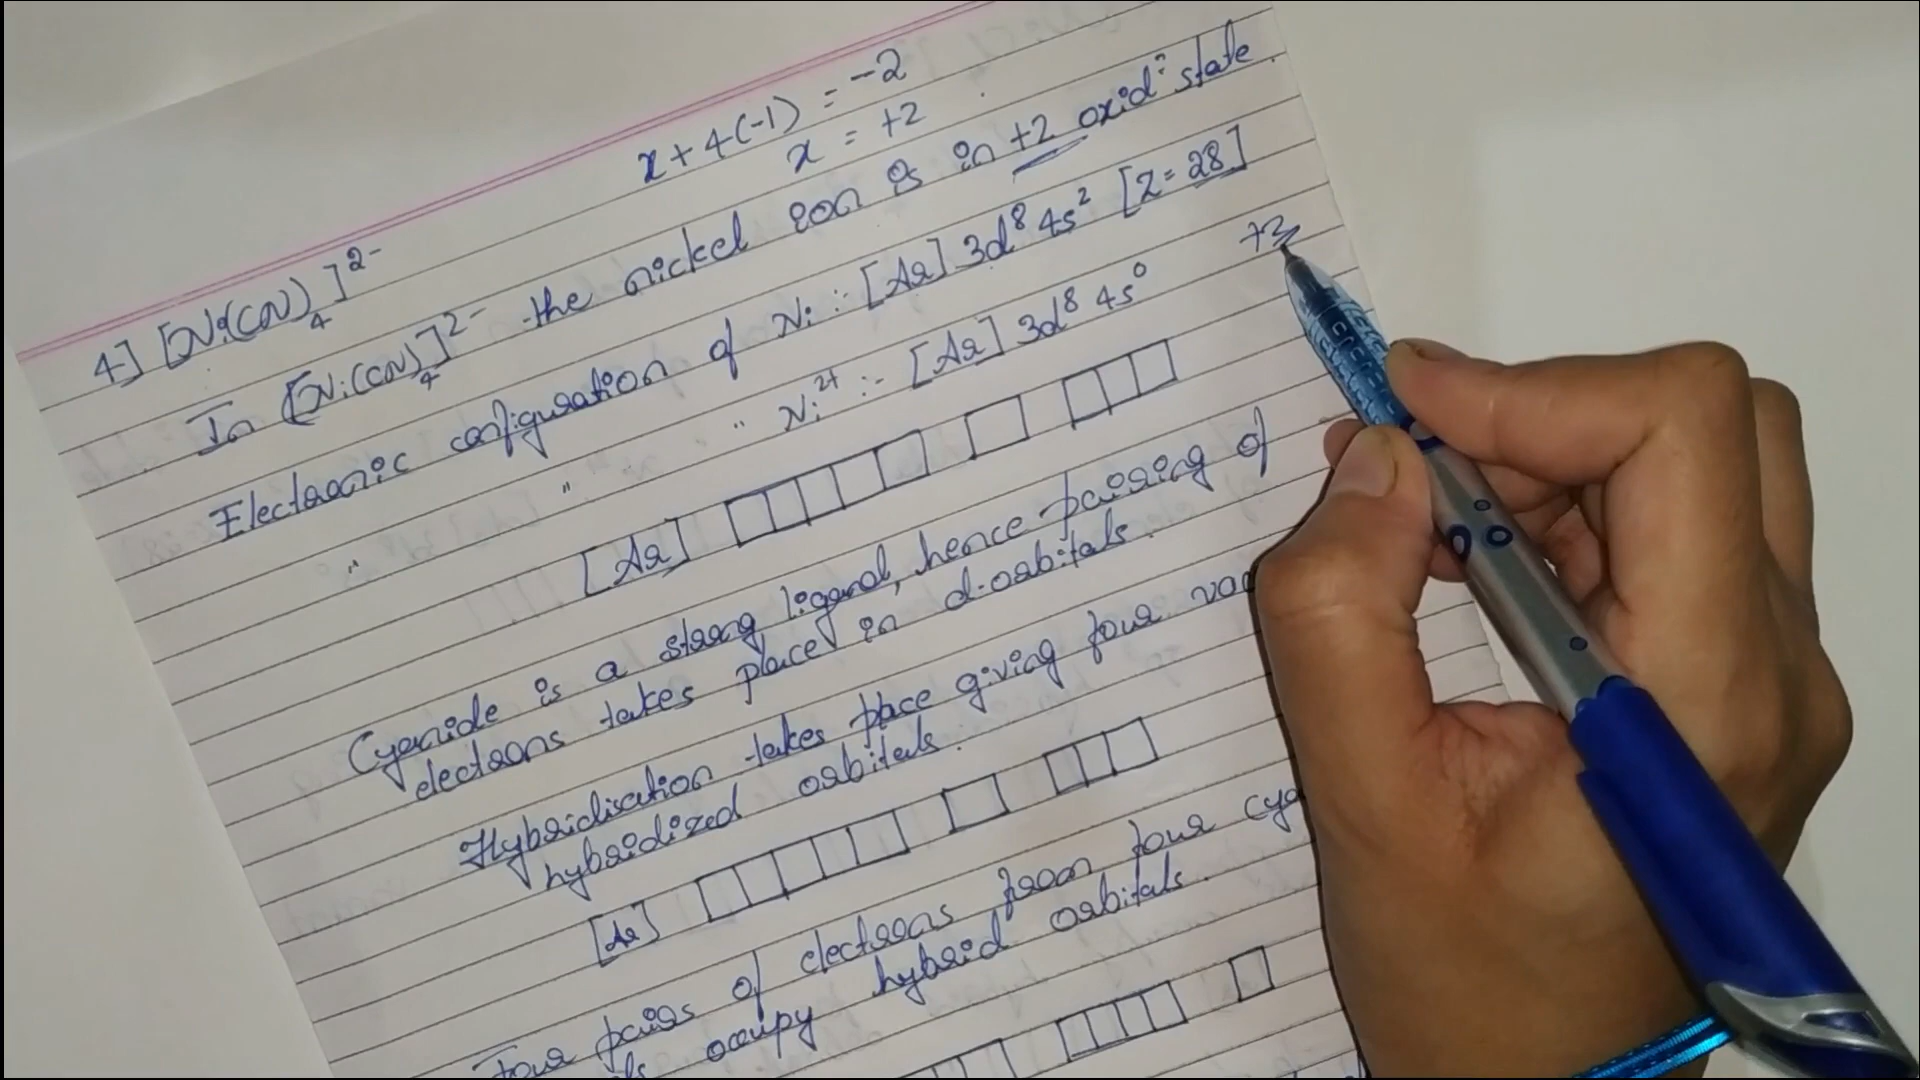 x + 4(-1) = -2
x = +2
4] [Ni(CN)4]2-
In [Ni(CN)4]2- the nickel ion is in +2 oxidn state.
Electronic configuration of Ni :- [Ar] 3d8 4s2 [Z = 28]
" " " Ni2+ :- [Ar] 3d8 4s0
[Ar]
Cyanide is a strong ligand, hence pairing of
electrons takes place in d-orbitals.
Hybridisation takes place giving four
hybridized orbitals.
[Ar]
Four pairs of electrons from four
occupy hybrid orbitals.